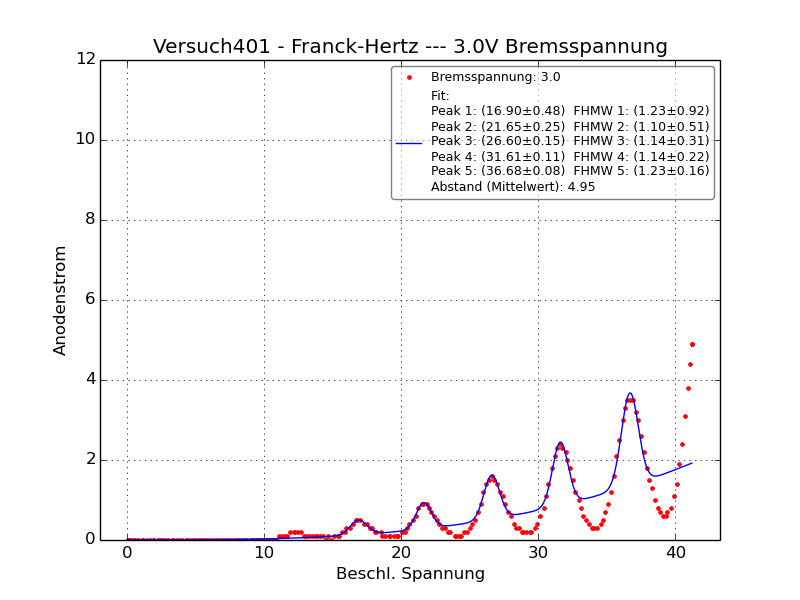 Versuch401 - Franck-Hertz --- 3.0V Bremsspannung
12
10
8
6
4
2
0
Anodenstrom
Bremsspannung: 3.0
Fit:
Peak 1: (16.90±0.48)  FHMW 1: (1.23±0.92)
Peak 2: (21.65±0.25)  FHMW 2: (1.10±0.51)
Peak 3: (26.60±0.15)  FHMW 3: (1.14±0.31)
Peak 4: (31.61±0.11)  FHMW 4: (1.14±0.22)
Peak 5: (36.68±0.08)  FHMW 5: (1.23±0.16)
Abstand (Mittelwert): 4.95
0 10 20 30 40
Beschl. Spannung